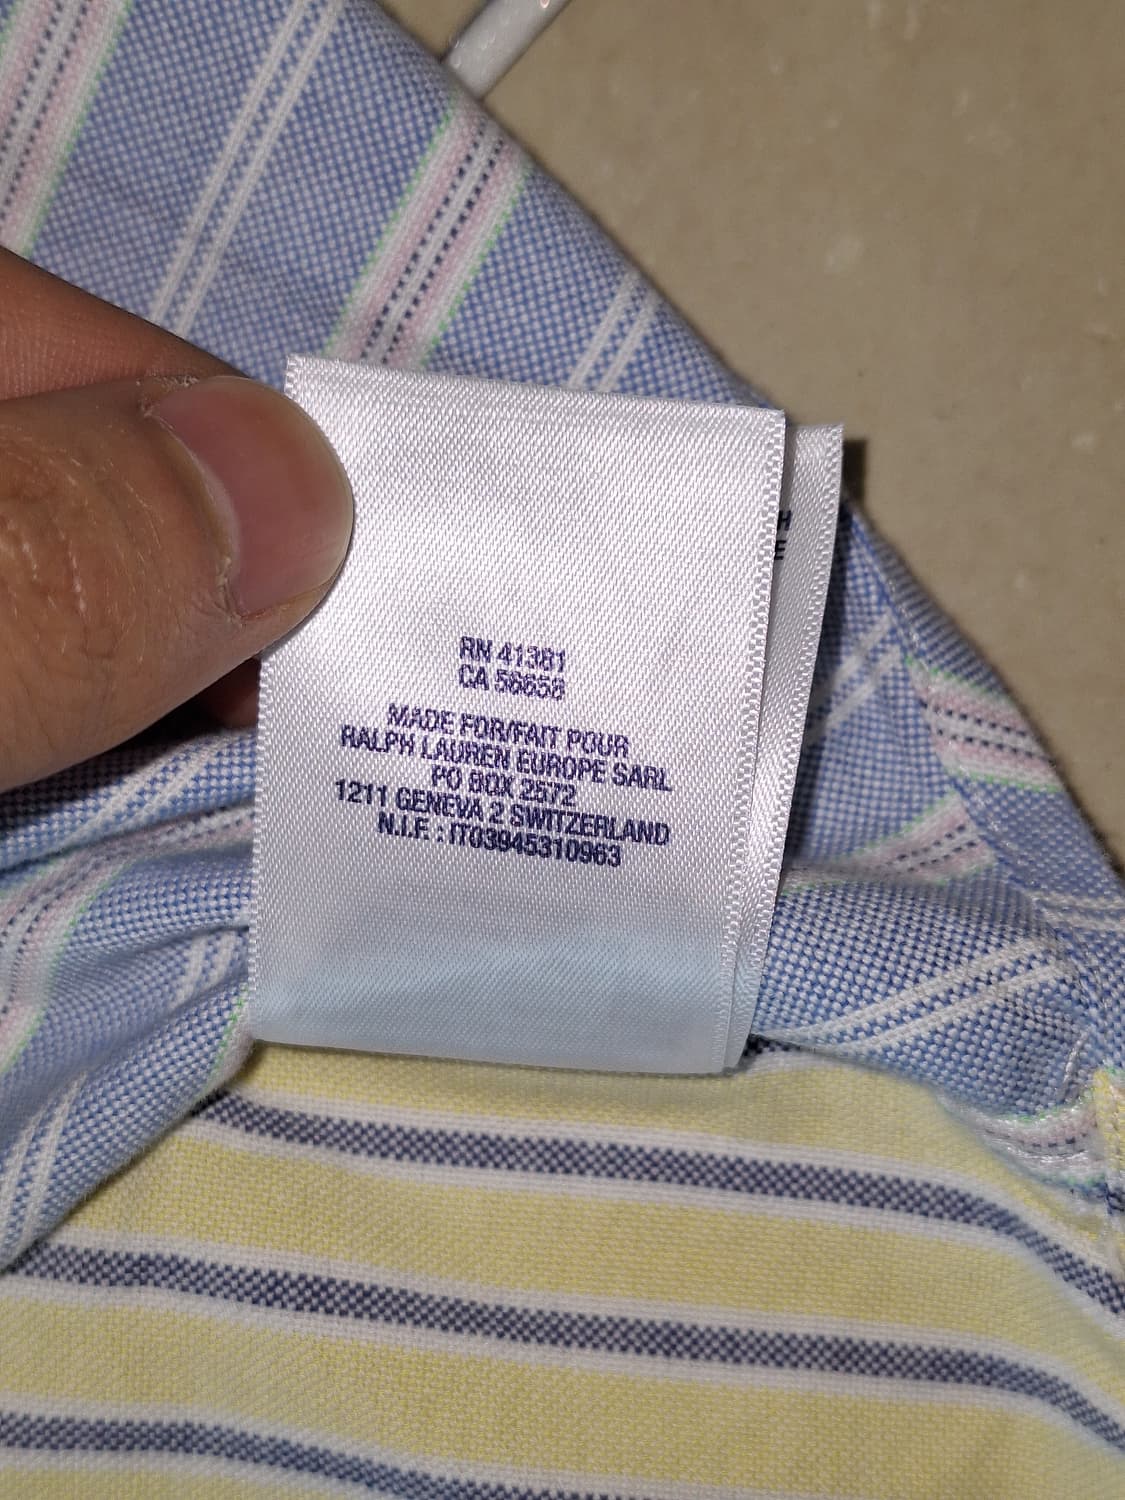 RN 41381
CA 56658
MADE FOR/FAIT POUR
RALPH LAUREN EUROPE SARL
PO BOX 2572
1211 GENEVA 2 SWITZERLAND
N.I.F. : IT03945310963
H
E